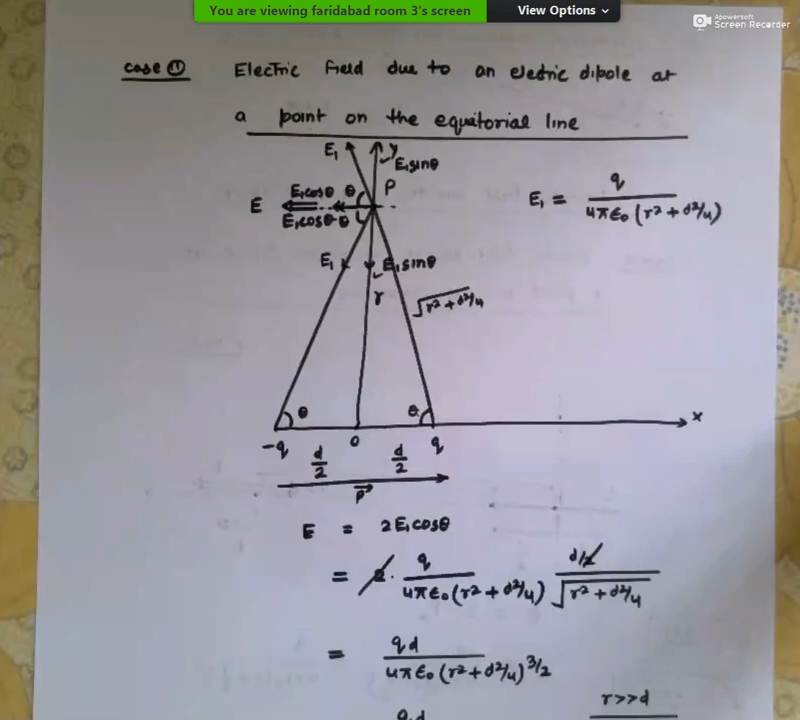 You are viewing faridabad room 3's screen
View Options
Apowersoft
Screen Recorder
case ① Electric field due to an electric dipole at
a point on the equitorial line
E₁
y
E₁sinθ
E₁cosθ θ P
E
E₁cosθ θ
E₁ = q / 4πε₀(r²+d²/4)
E₁ E₁sinθ
r
√r²+d²/4
θ θ
x
-q 0 q
d/2 d/2
p⃗
E = 2E₁cosθ
= 2. q / 4πε₀(r²+d²/4) d/2 / √r²+d²/4
= qd / 4πε₀(r²+d²/4)^3/2
r>>d
q.d